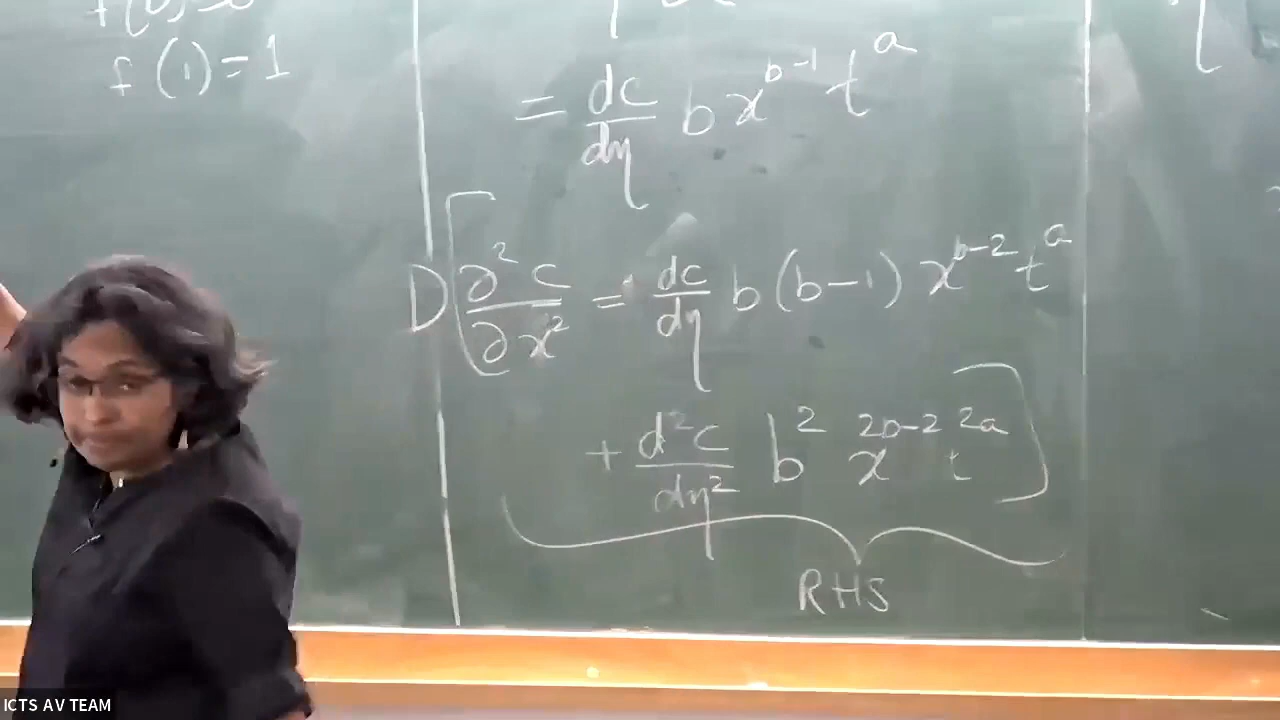 f(1)=1
= dc/dη b x^{b-1} t^a
D[∂²c/∂x² = dc/dη b(b-1) x^{b-2} t^a
+ d²c/dη² b² x^{2b-2} t^{2a}]
RHS
ICTS AV TEAM